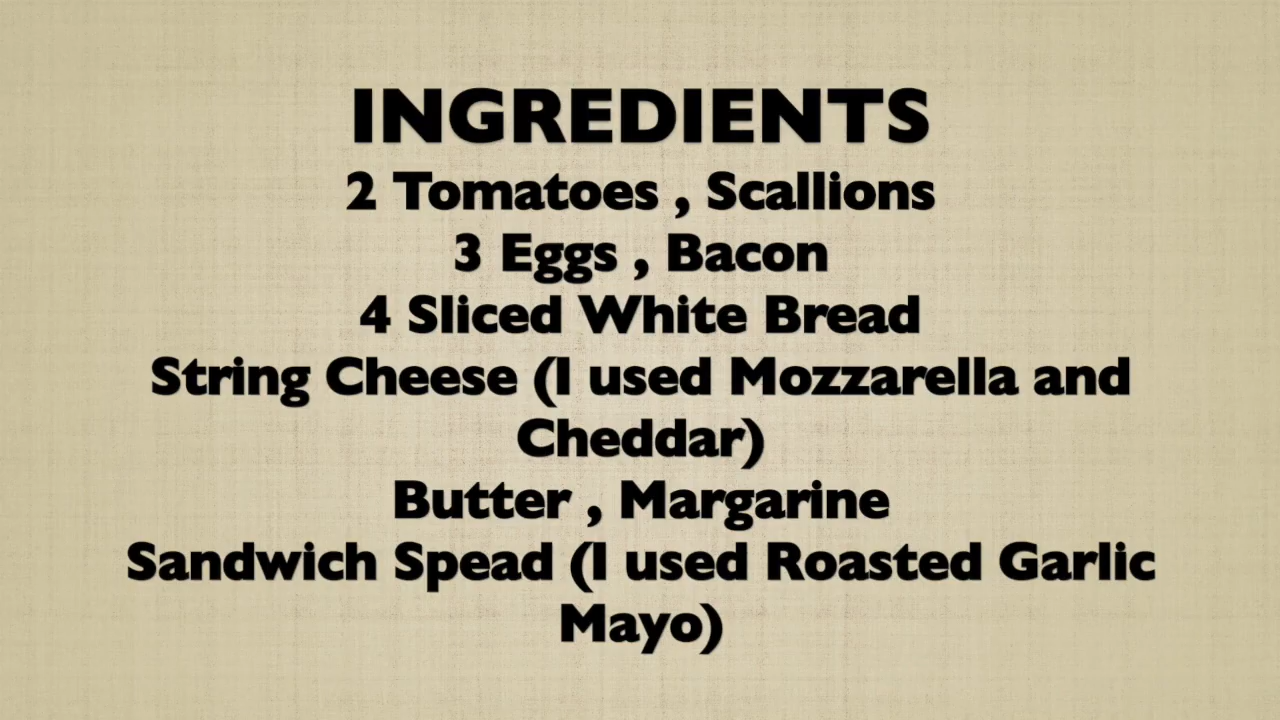 INGREDIENTS
2 Tomatoes , Scallions
3 Eggs , Bacon
4 Sliced White Bread
String Cheese (I used Mozzarella and
Cheddar)
Butter , Margarine
Sandwich Spead (I used Roasted Garlic
Mayo)